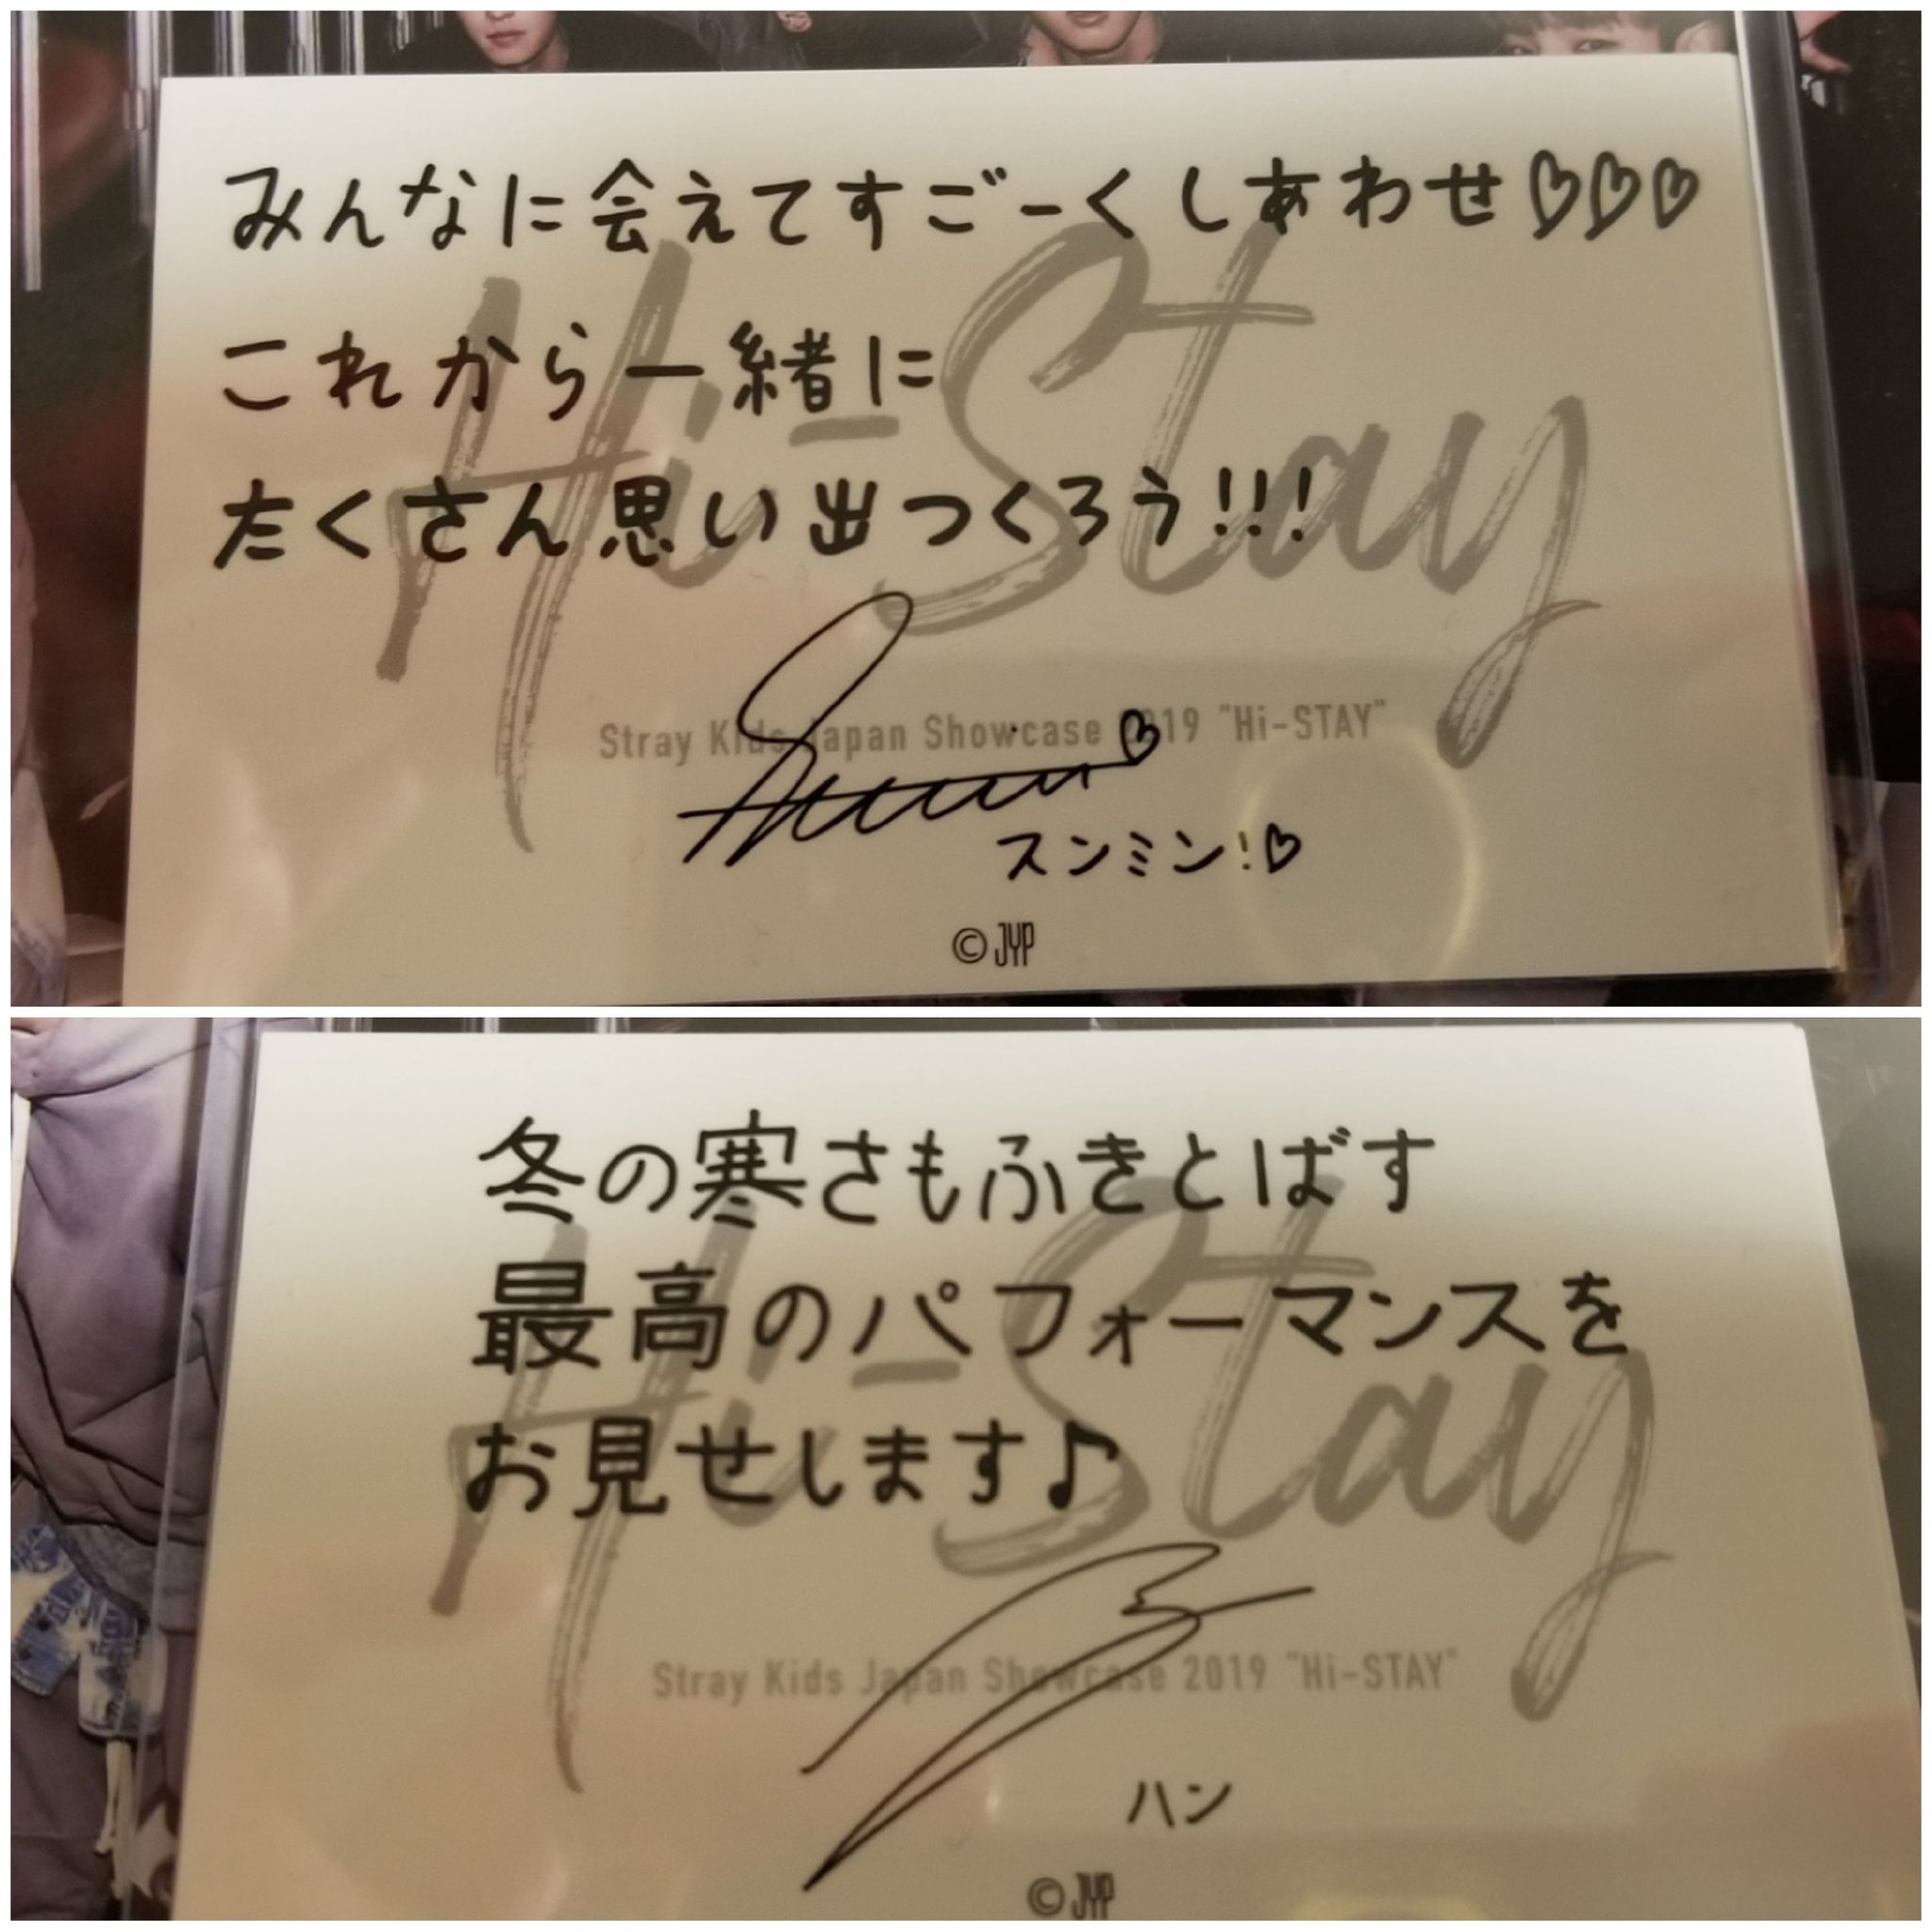 みんなに会えてすごーくしあわせ♡♡♡
これから一緒に
たくさん思い出つくろう!!!
Hi-Stay
Stray Kids Japan Showcase 2019 "Hi-STAY"
スンミン!♡
©JYP
冬の寒さもふきとばす
最高のパフォーマンスを
お見せします♪
Hi-Stay
Stray Kids Japan Showcase 2019 "Hi-STAY"
ハン
©JYP